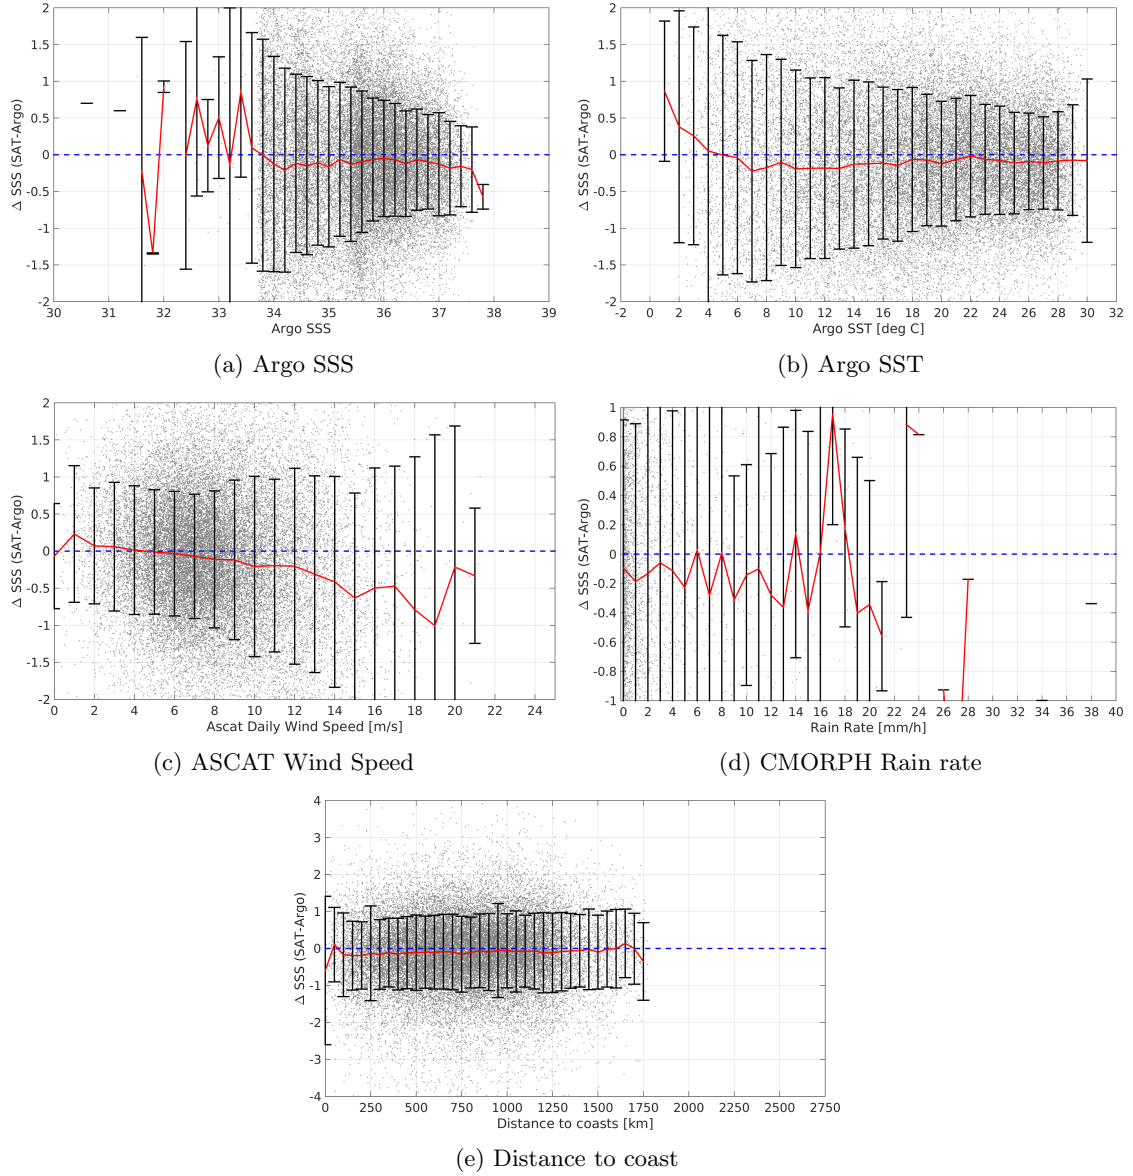 2
1.5
1
0.5
0
-0.5
-1
-1.5
-2
Δ SSS (SAT-Argo)
30 31 32 33 34 35 36 37 38 39
Argo SSS
(a) Argo SSS
2
1.5
1
0.5
0
-0.5
-1
-1.5
-2
Δ SSS (SAT-Argo)
-2 0 2 4 6 8 10 12 14 16 18 20 22 24 26 28 30 32
Argo SST [deg C]
(b) Argo SST
2
1.5
1
0.5
0
-0.5
-1
-1.5
-2
Δ SSS (SAT-Argo)
0 2 4 6 8 10 12 14 16 18 20 22 24
Ascat Daily Wind Speed [m/s]
(c) ASCAT Wind Speed
1
0.8
0.6
0.4
0.2
0
-0.2
-0.4
-0.6
-0.8
-1
Δ SSS (SAT-Argo)
0 2 4 6 8 10 12 14 16 18 20 22 24 26 28 30 32 34 36 38 40
Rain Rate [mm/h]
(d) CMORPH Rain rate
4
3
2
1
0
-1
-2
-3
-4
Δ SSS (SAT-Argo)
0 250 500 750 1000 1250 1500 1750 2000 2250 2500 2750
Distance to coasts [km]
(e) Distance to coast